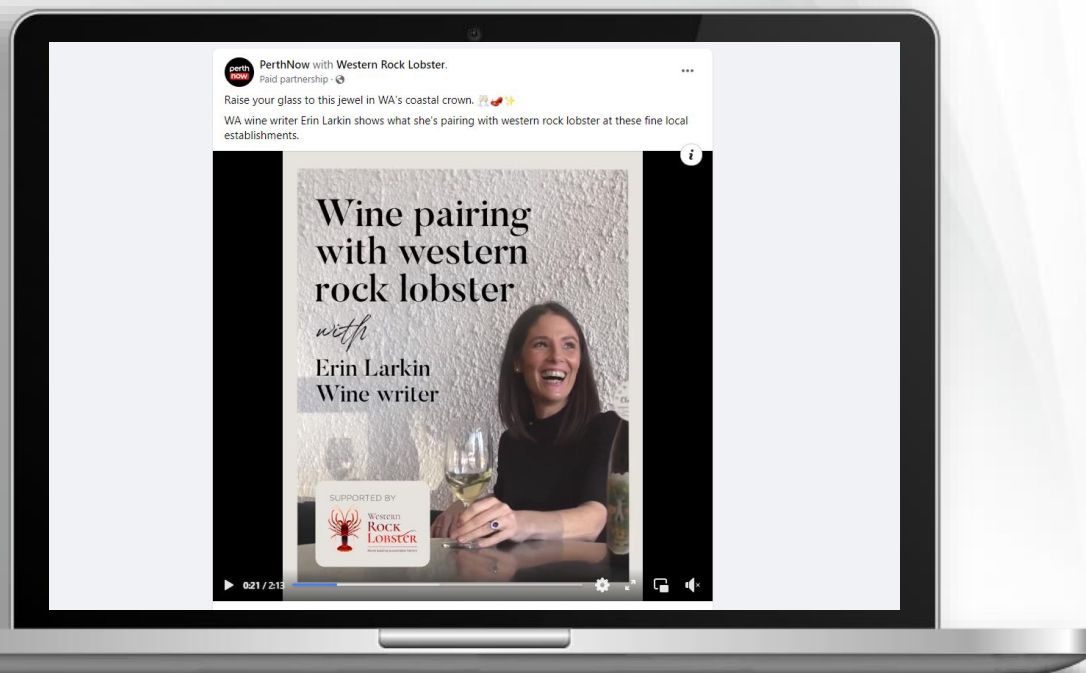 perth
now
PerthNow with Western Rock Lobster.
Paid partnership ·
Raise your glass to this jewel in WA's coastal crown. 🥂🦞✨
WA wine writer Erin Larkin shows what she's pairing with western rock lobster at these fine local
establishments.
Wine pairing
with western
rock lobster
with
Erin Larkin
Wine writer
SUPPORTED BY
Western
ROCK
LOBSTER
0:21 / 2:13